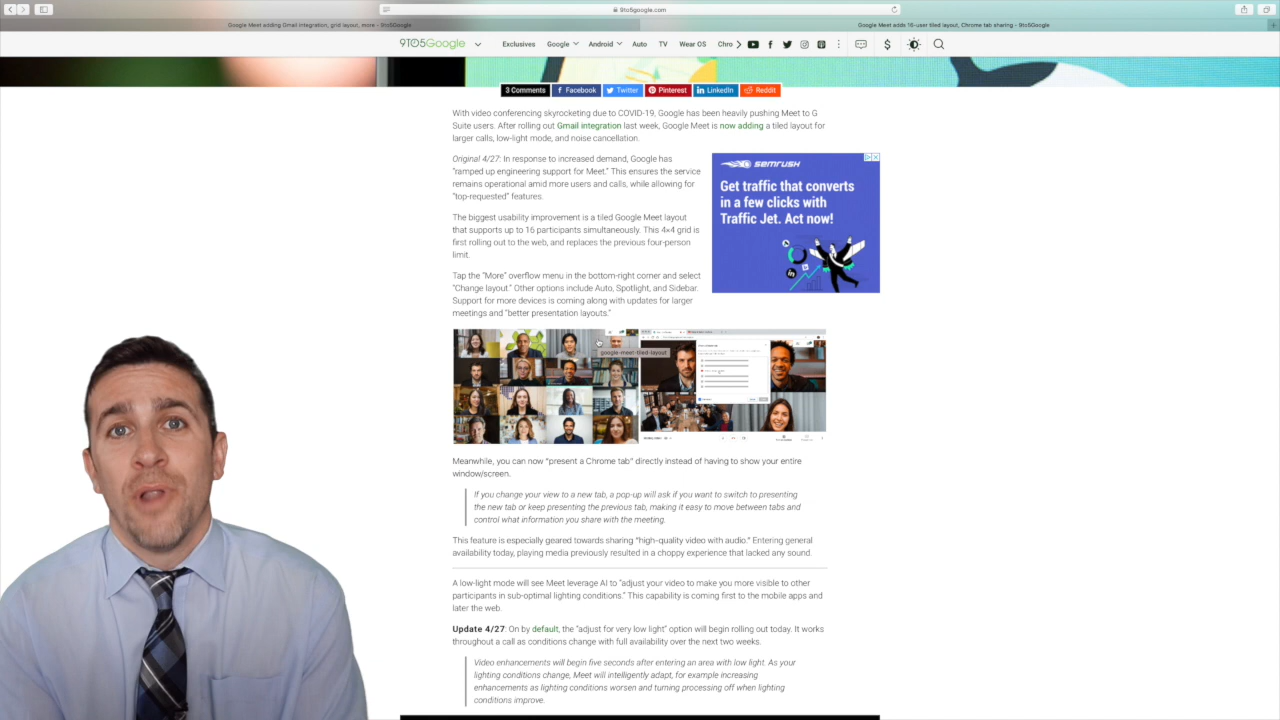 9to5google.com
Google Meet adding Gmail integration, grid layout, more - 9to5Google
Google Meet adds 16-user tiled layout, Chrome tab sharing - 9to5Google
9TO5Google
Exclusives Google Android Auto TV Wear OS Chro
3 Comments Facebook Twitter Pinterest LinkedIn Reddit
With video conferencing skyrocketing due to COVID-19, Google has been heavily pushing Meet to G
Suite users. After rolling out Gmail integration last week, Google Meet is now adding a tiled layout for
larger calls, low-light mode, and noise cancellation.
Original 4/27: In response to increased demand, Google has
“ramped up engineering support for Meet.” This ensures the service
remains operational amid more users and calls, while allowing for
“top-requested” features.
The biggest usability improvement is a tiled Google Meet layout
that supports up to 16 participants simultaneously. This 4×4 grid is
first rolling out to the web, and replaces the previous four-person
limit.
Tap the “More” overflow menu in the bottom-right corner and select
“Change layout.” Other options include Auto, Spotlight, and Sidebar.
Support for more devices is coming along with updates for larger
meetings and “better presentation layouts.”
SEMRUSH
Get traffic that converts
in a few clicks with
Traffic Jet. Act now!
google-meet-tiled-layout
Meanwhile, you can now “present a Chrome tab” directly instead of having to show your entire
window/screen.
If you change your view to a new tab, a pop-up will ask if you want to switch to presenting
the new tab or keep presenting the previous tab, making it easy to move between tabs and
control what information you share with the meeting.
This feature is especially geared towards sharing “high-quality video with audio.” Entering general
availability today, playing media previously resulted in a choppy experience that lacked any sound.
A low-light mode will see Meet leverage AI to “adjust your video to make you more visible to other
participants in sub-optimal lighting conditions.” This capability is coming first to the mobile apps and
later the web.
Update 4/27: On by default, the “adjust for very low light” option will begin rolling out today. It works
throughout a call as conditions change with full availability over the next two weeks.
Video enhancements will begin five seconds after entering an area with low light. As your
lighting conditions change, Meet will intelligently adapt, for example increasing
enhancements as lighting conditions worsen and turning processing off when lighting
conditions improve.